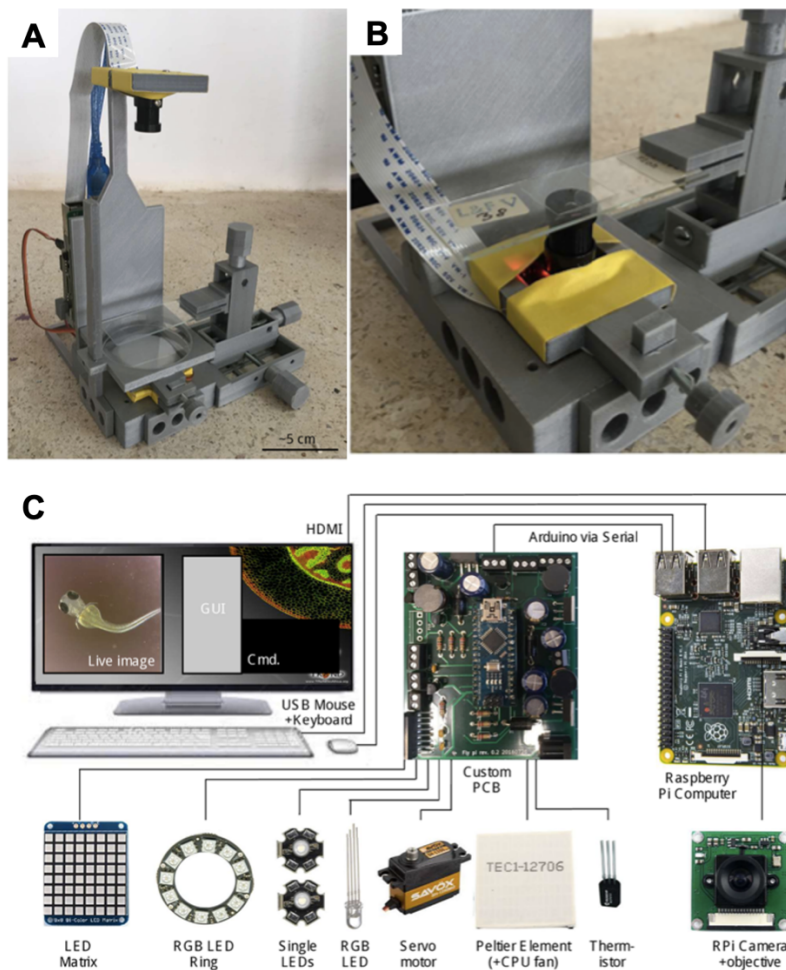 A
B
~5 cm
C
HDMI
Arduino via Serial
GUI
Live image
Cmd.
USB Mouse
+Keyboard
Custom
PCB
Raspberry
Pi Computer
TEC1-12706
SAVOX
LED
Matrix
RGB LED
Ring
Single
LEDs
RGB
LED
Servo
motor
Peltier Element
(+CPU fan)
Therm-
istor
RPi Camera
+objective